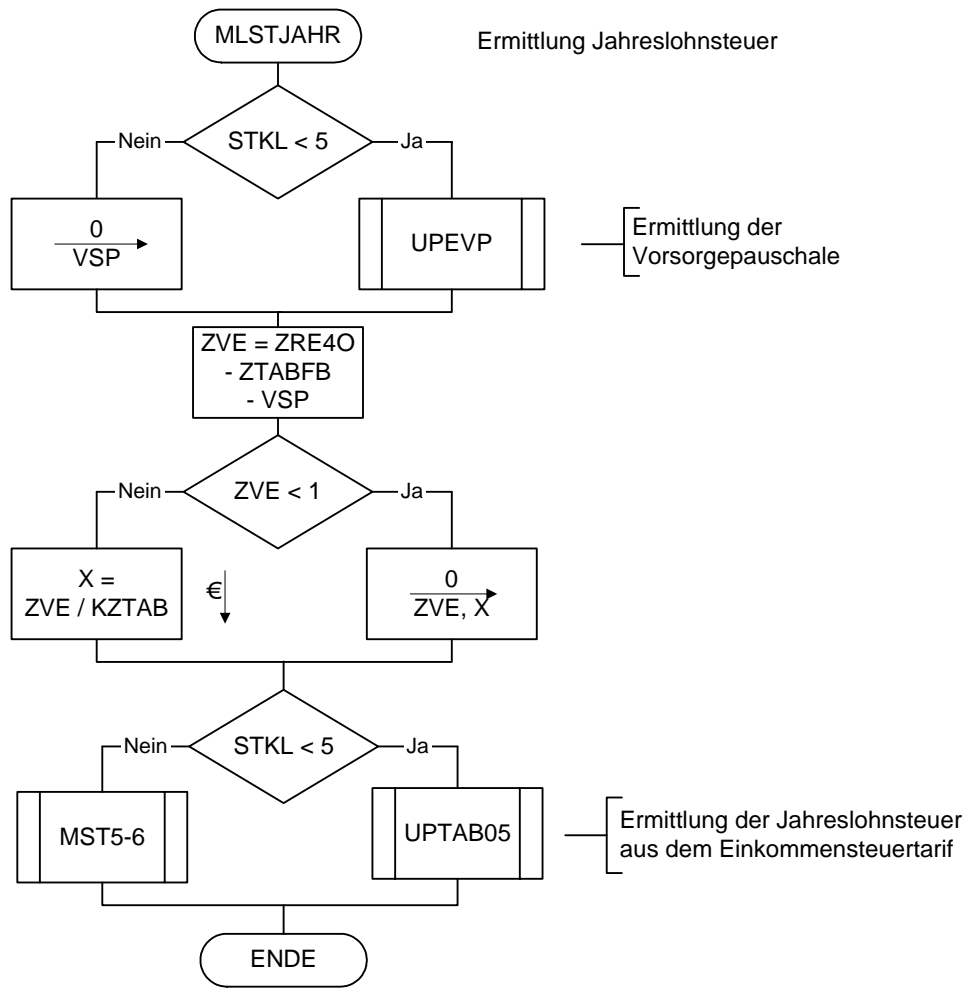 MLSTJAHR
Ermittlung Jahreslohnsteuer
Nein
STKL < 5
Ja
0
VSP
UPEVP
Ermittlung der
Vorsorgepauschale
ZVE = ZRE4O
- ZTABFB
- VSP
Nein
ZVE < 1
Ja
X =
ZVE / KZTAB
€
0
ZVE, X
Nein
STKL < 5
Ja
MST5-6
UPTAB05
Ermittlung der Jahreslohnsteuer
aus dem Einkommensteuertarif
ENDE